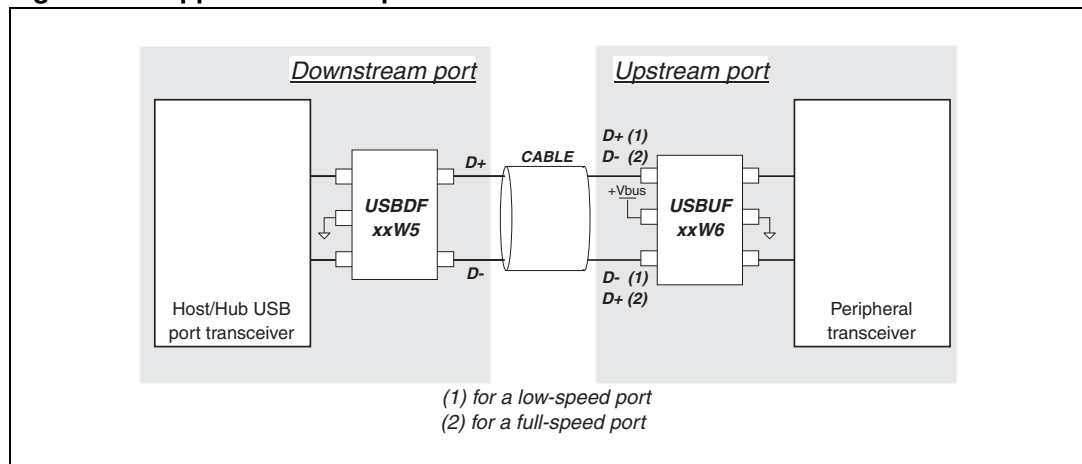 Downstream port
Upstream port
D+ (1)
D- (2)
D+
CABLE
+Vbus
USBDF
xxW5
USBUF
xxW6
D-
D- (1)
D+ (2)
Host/Hub USB
port transceiver
Peripheral
transceiver
(1) for a low-speed port
(2) for a full-speed port